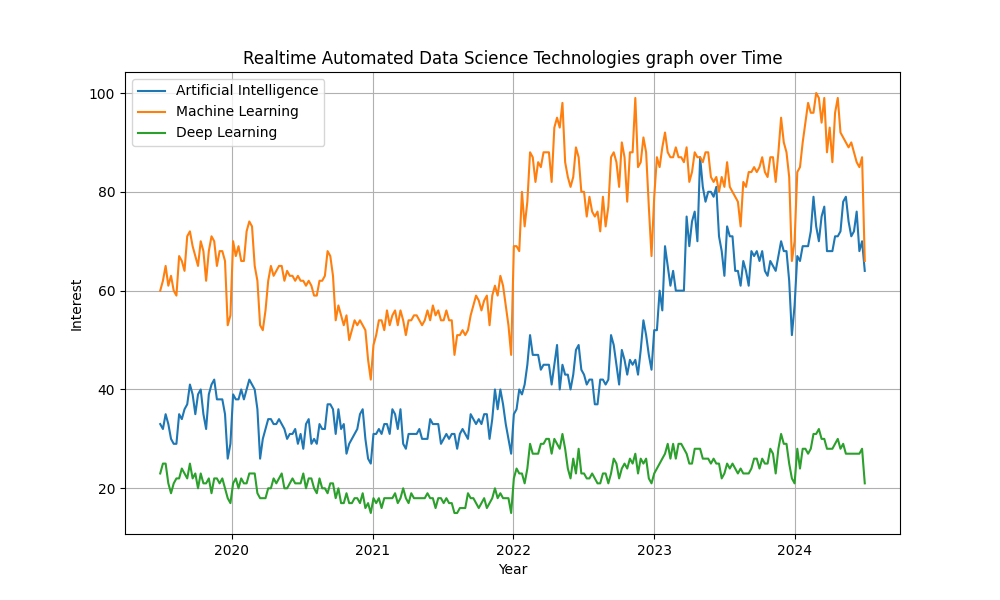 Realtime Automated Data Science Technologies graph over Time
Artificial Intelligence
Machine Learning
Deep Learning
100
80
60
40
20
Interest
2020 2021 2022 2023 2024
Year